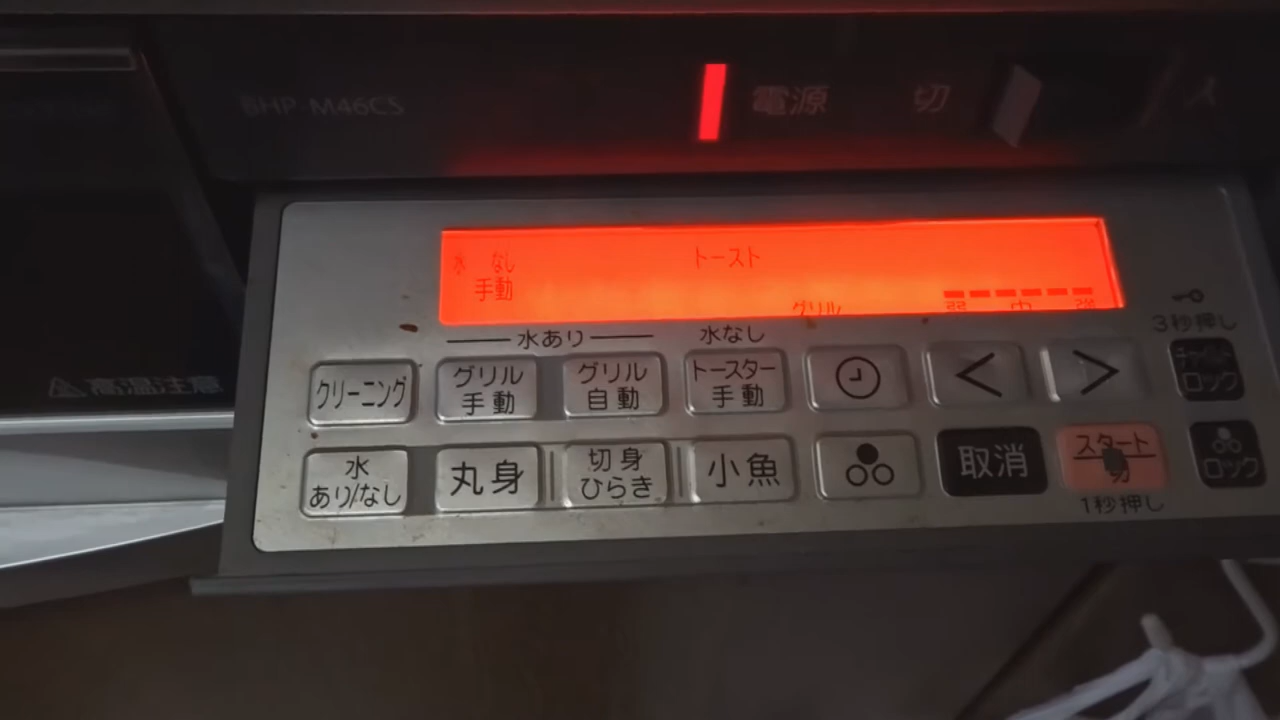 BHP-M46CS
電源 切
水 なし トースト
手動
グリル 弱 中 強
3秒押し
水あり 水なし
クリーニング グリル手動 グリル自動 トースター手動 < > チャイルドロック
水あり/なし 丸身 切身ひらき 小魚 取消 スタート ロック
1秒押し
高温注意